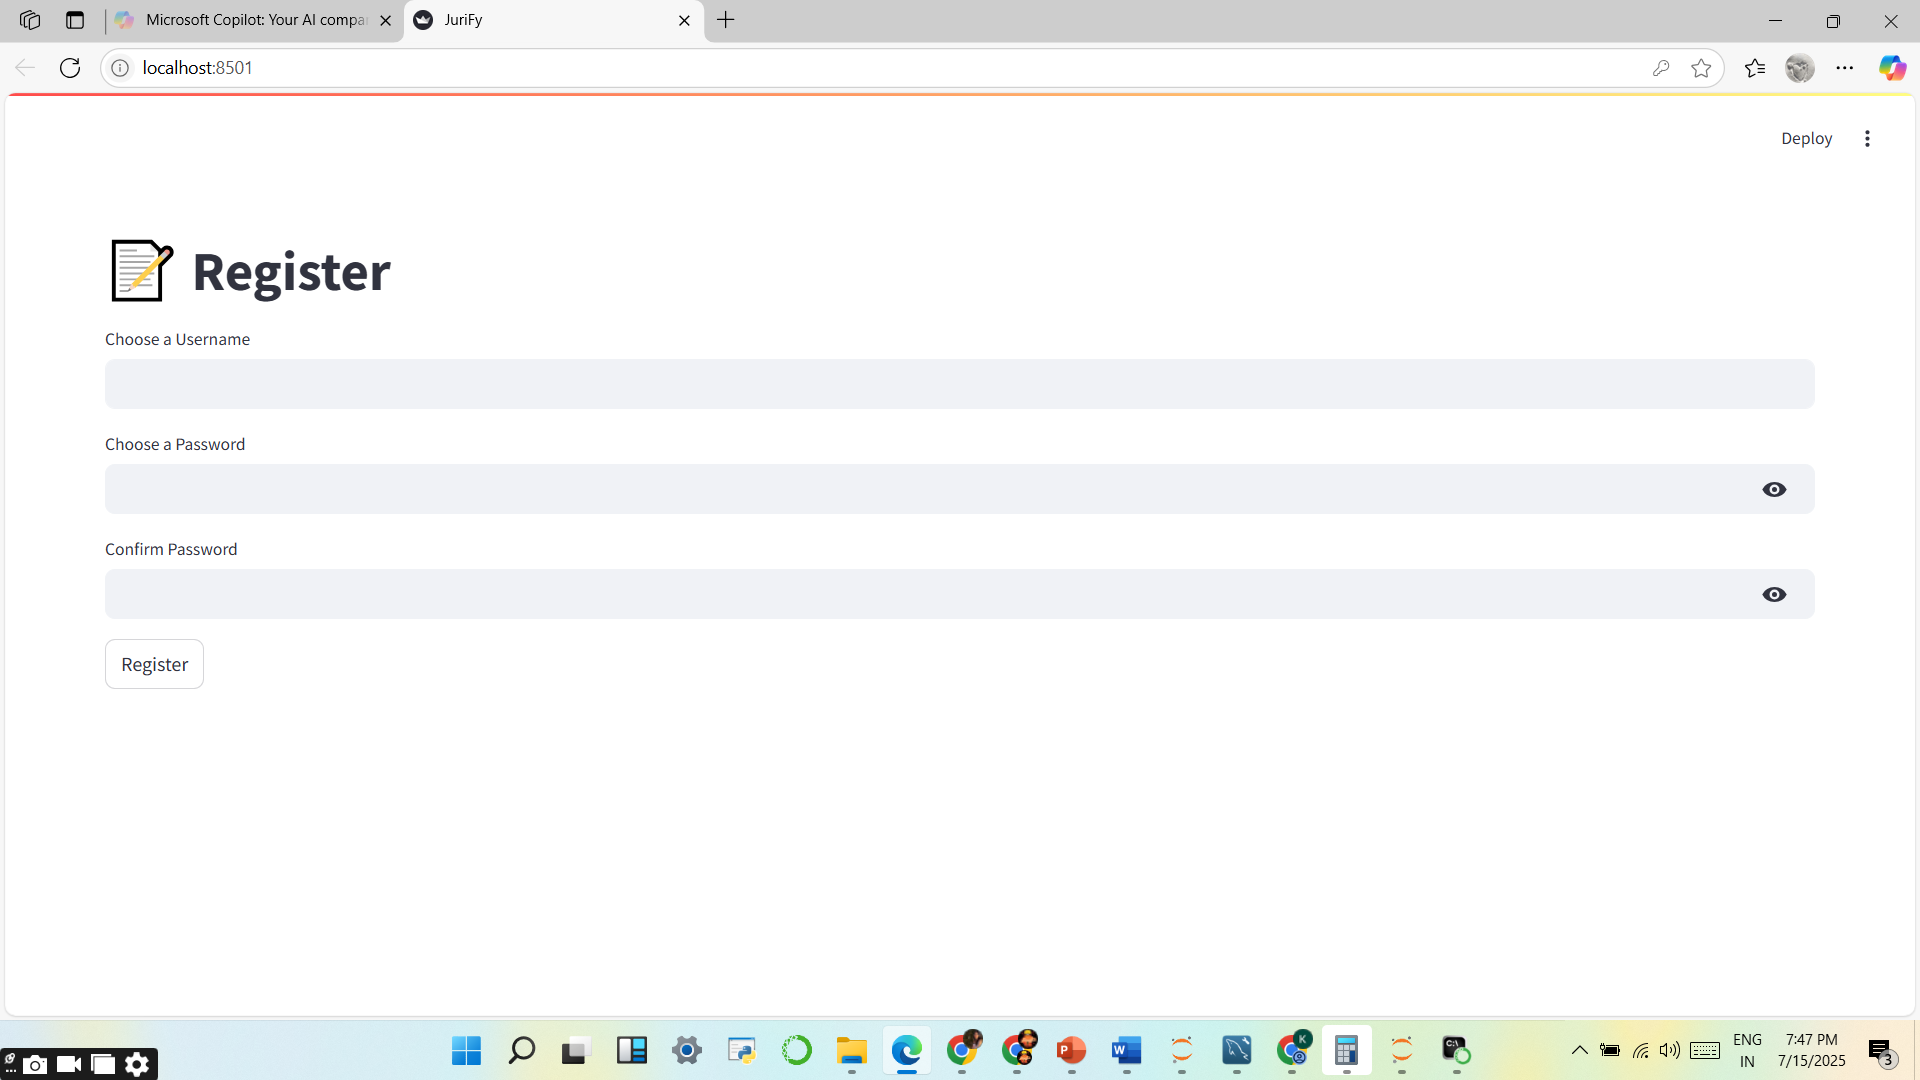 Microsoft Copilot: Your AI compa
JuriFy
localhost:8501
Deploy
Register
Choose a Username
Choose a Password
Confirm Password
Register
ENG
IN
7:47 PM
7/15/2025
3